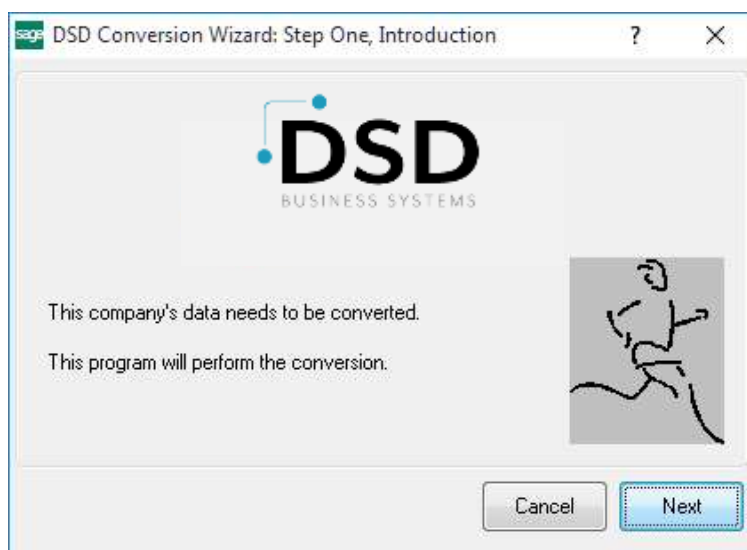 sage DSD Conversion Wizard: Step One, Introduction ? X
DSD
BUSINESS SYSTEMS
This company's data needs to be converted.
This program will perform the conversion.
Cancel Next